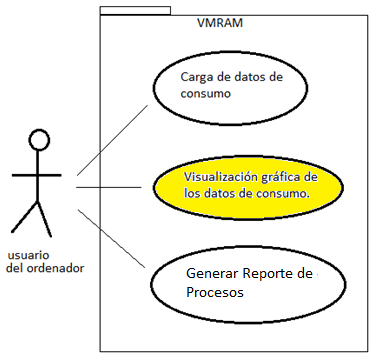 VMRAM
Carga de datos de
consumo
Visualización gráfica de
los datos de consumo.
usuario
del ordenador
Generar Reporte de
Procesos